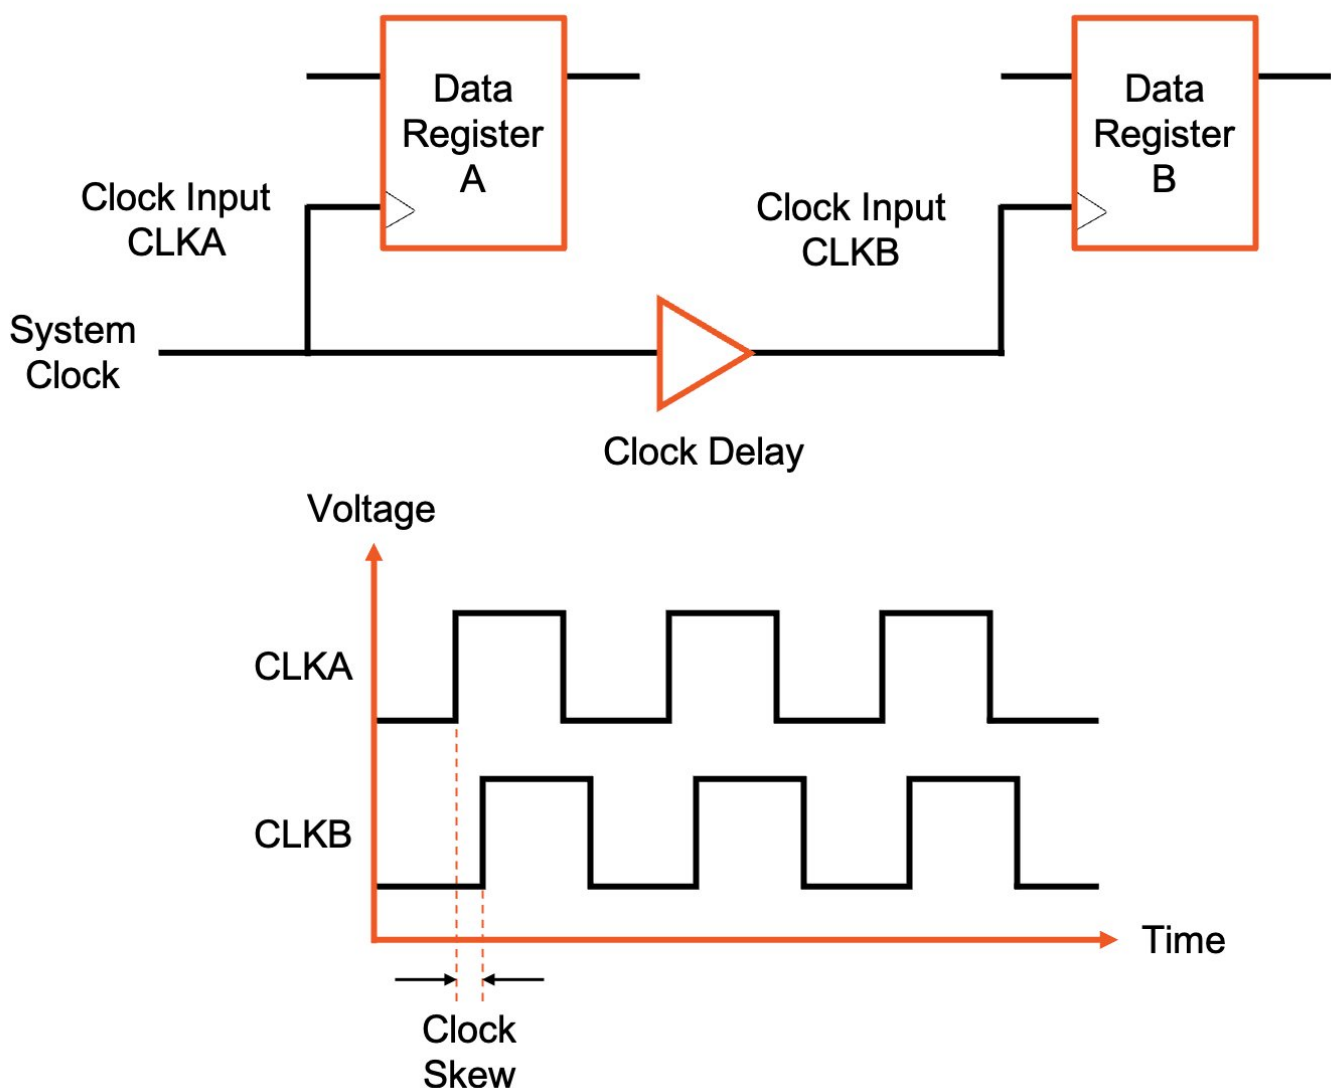 Data
Register
A
Data
Register
B
Clock Input
CLKA
Clock Input
CLKB
System
Clock
Clock Delay
Voltage
CLKA
CLKB
Time
Clock
Skew